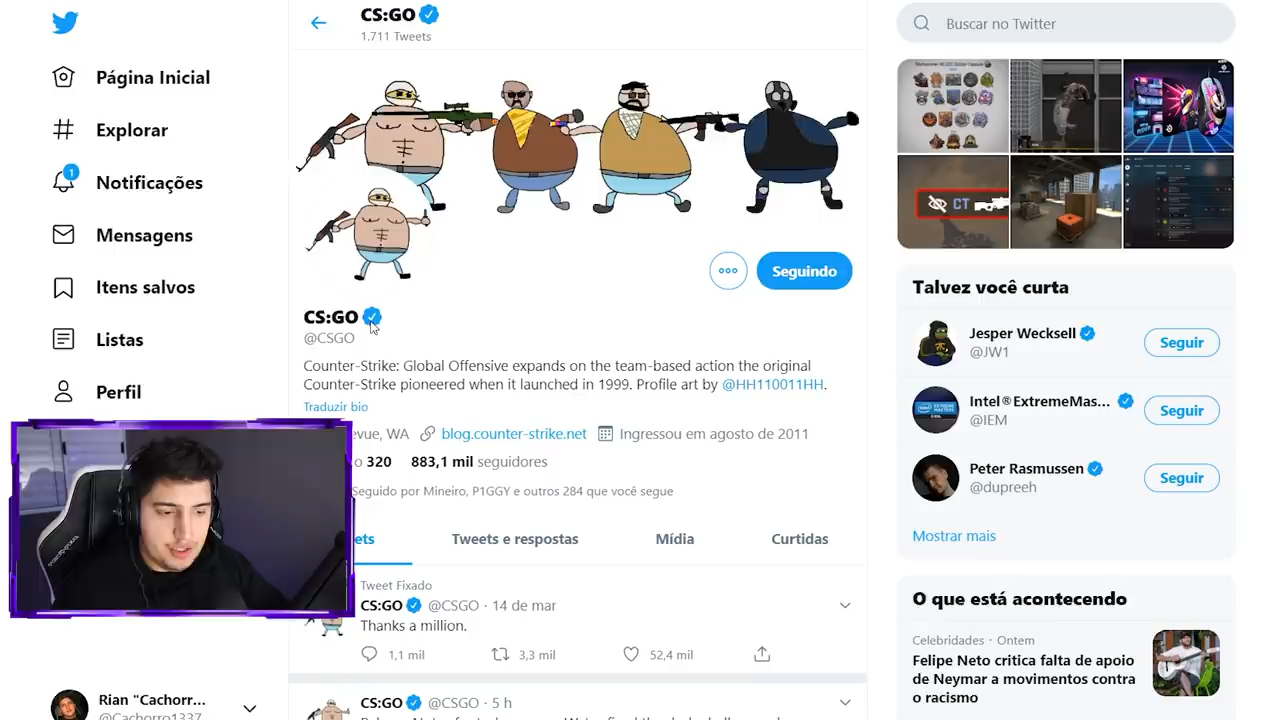 Página Inicial
Explorar
1
Notificações
Mensagens
Itens salvos
Listas
Perfil
Rian "Cachorr...
@Cachorro1337
CS:GO
1.711 Tweets
Seguindo
CS:GO
@CSGO
Counter-Strike: Global Offensive expands on the team-based action the original
Counter-Strike pioneered when it launched in 1999. Profile art by @HH110011HH.
Traduzir bio
evue, WA blog.counter-strike.net Ingressou em agosto de 2011
o 320 883,1 mil seguidores
Seguido por Mineiro, P1GGY e outros 284 que você segue
ets Tweets e respostas Mídia Curtidas
Tweet Fixado
CS:GO @CSGO · 14 de mar
Thanks a million.
1,1 mil 3,3 mil 52,4 mil
CS:GO @CSGO · 5 h
Buscar no Twitter
CT
Talvez você curta
Jesper Wecksell
@JW1
Seguir
Intel®ExtremeMas...
@IEM
Seguir
Peter Rasmussen
@dupreeh
Seguir
Mostrar mais
O que está acontecendo
Celebridades · Ontem
Felipe Neto critica falta de apoio
de Neymar a movimentos contra
o racismo